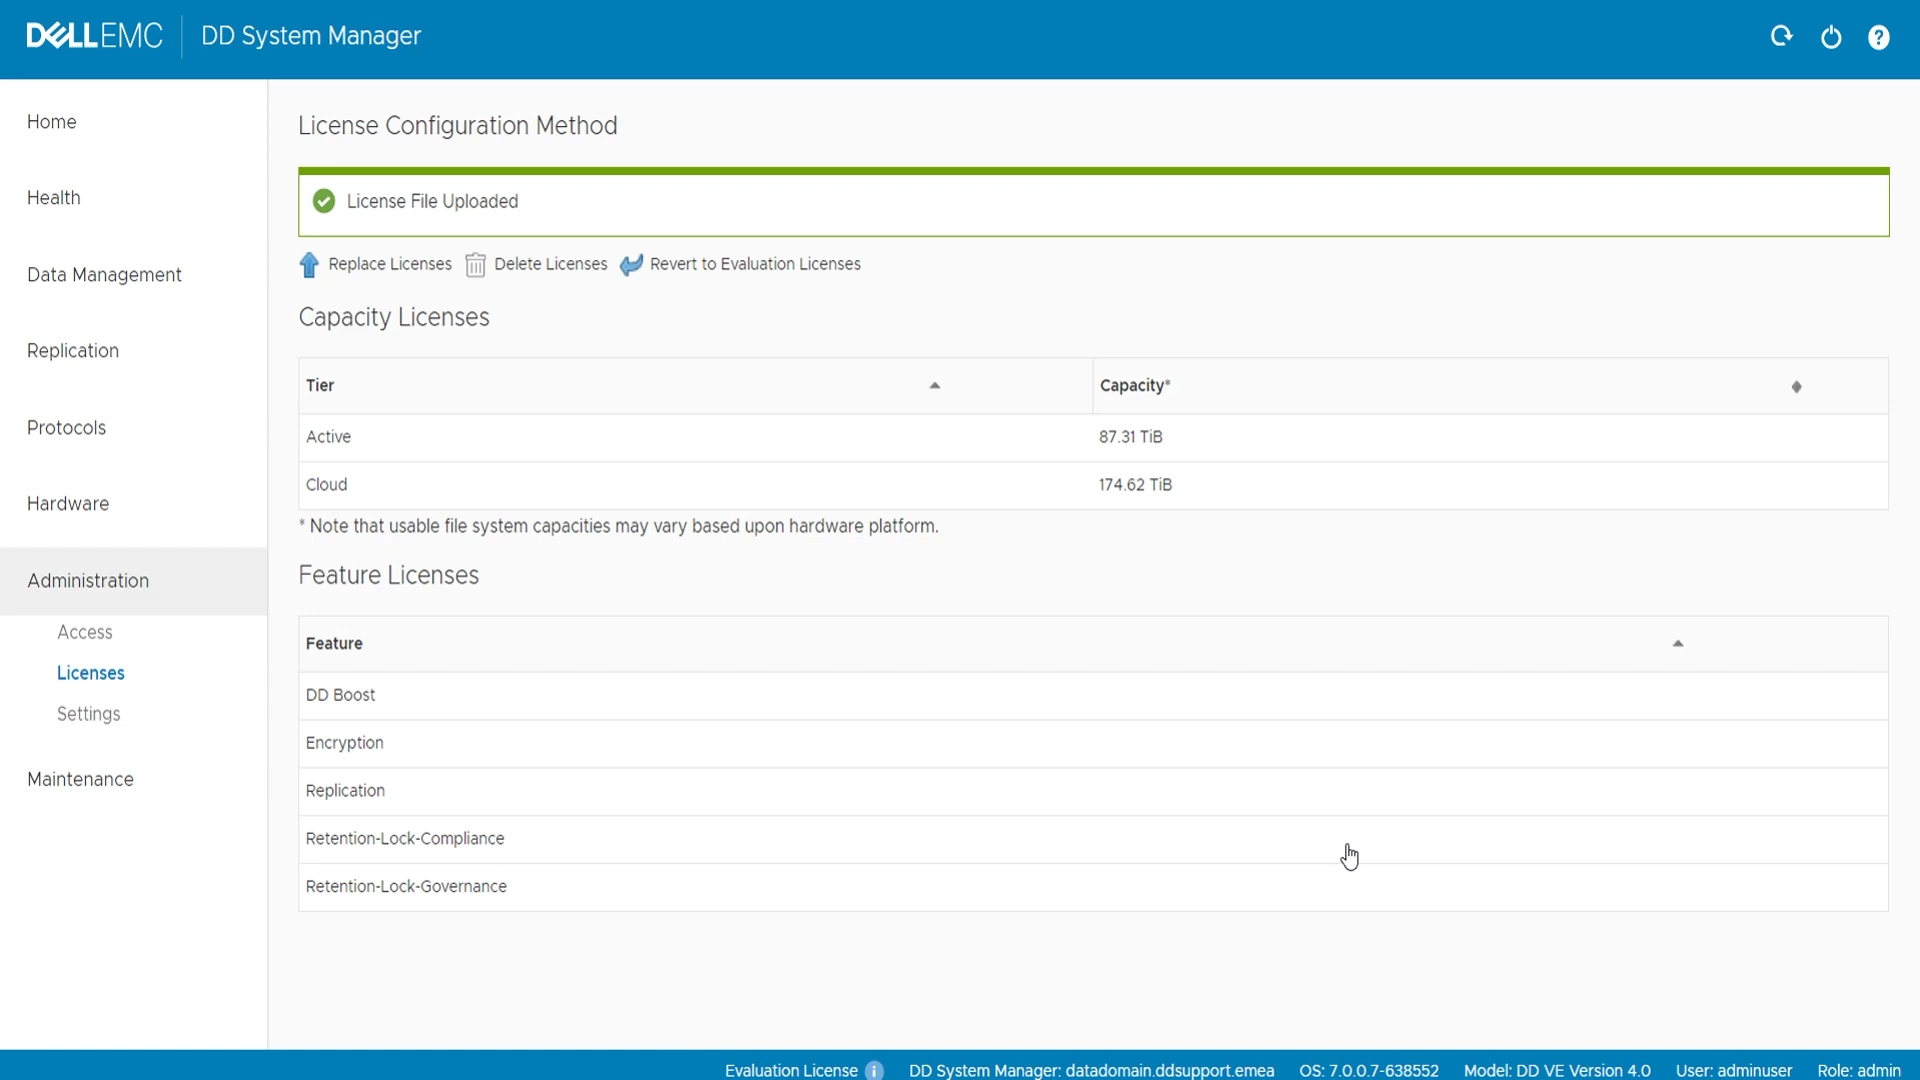 DELLEMC DD System Manager
Home
Health
Data Management
Replication
Protocols
Hardware
Administration
Access
Licenses
Settings
Maintenance
License Configuration Method
License File Uploaded
Replace Licenses Delete Licenses Revert to Evaluation Licenses
Capacity Licenses
Tier Capacity*
Active 87.31 TiB
Cloud 174.62 TiB
* Note that usable file system capacities may vary based upon hardware platform.
Feature Licenses
Feature
DD Boost
Encryption
Replication
Retention-Lock-Compliance
Retention-Lock-Governance
Evaluation License DD System Manager: datadomain.ddsupport.emea OS: 7.0.0.7-638552 Model: DD VE Version 4.0 User: adminuser Role: admin